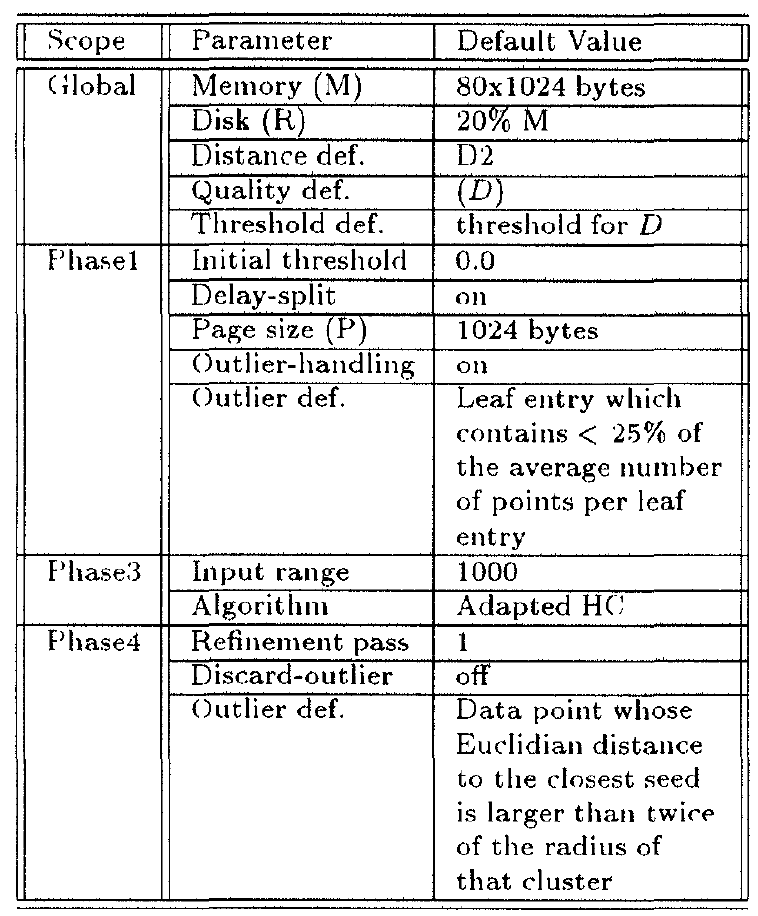 Scope Parameter Default Value
Global Memory (M) 80x1024 bytes
Disk (R) 20% M
Distance def. D2
Quality def. (D)
Threshold def. threshold for D
Phase1 Initial threshold 0.0
Delay-split on
Page size (P) 1024 bytes
Outlier-handling on
Outlier def. Leaf entry which
contains < 25% of
the average number
of points per leaf
entry
Phase3 Input range 1000
Algorithm Adapted HC
Phase4 Refinement pass 1
Discard-outlier off
Outlier def. Data point whose
Euclidian distance
to the closest seed
is larger than twice
of the radius of
that cluster